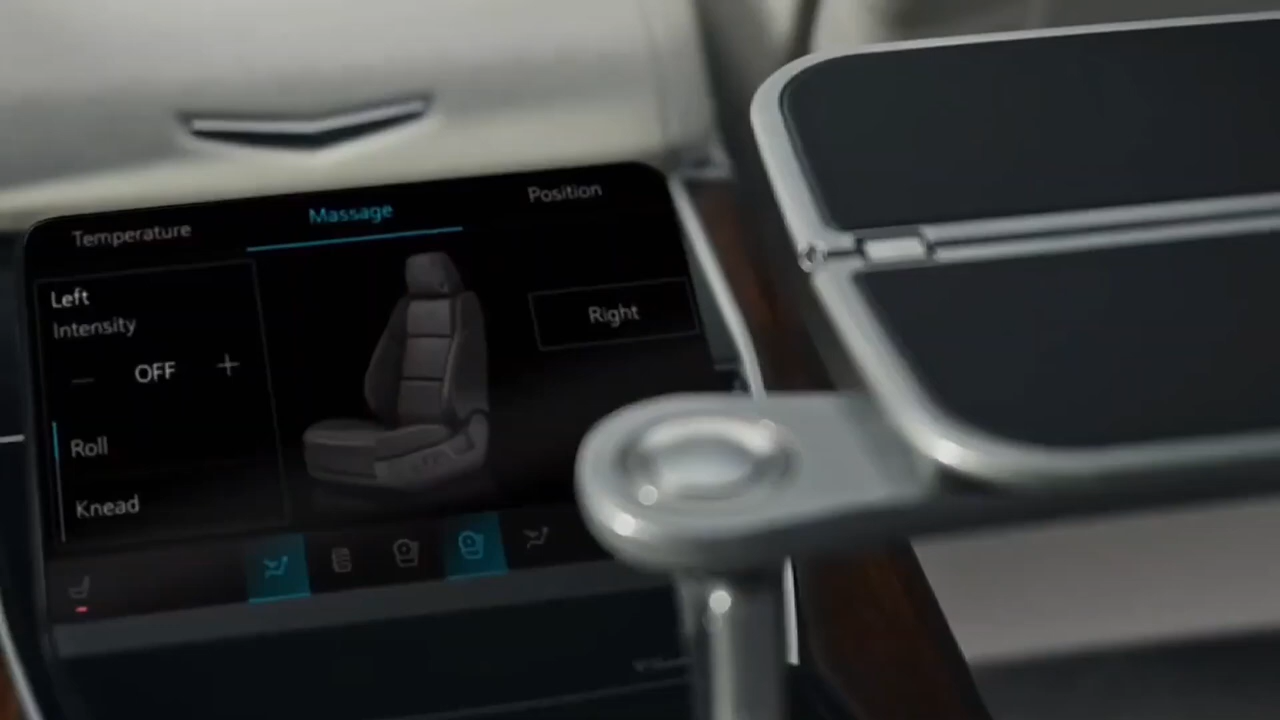 Temperature
Massage
Position
Left
Intensity
− OFF +
Right
Roll
Knead